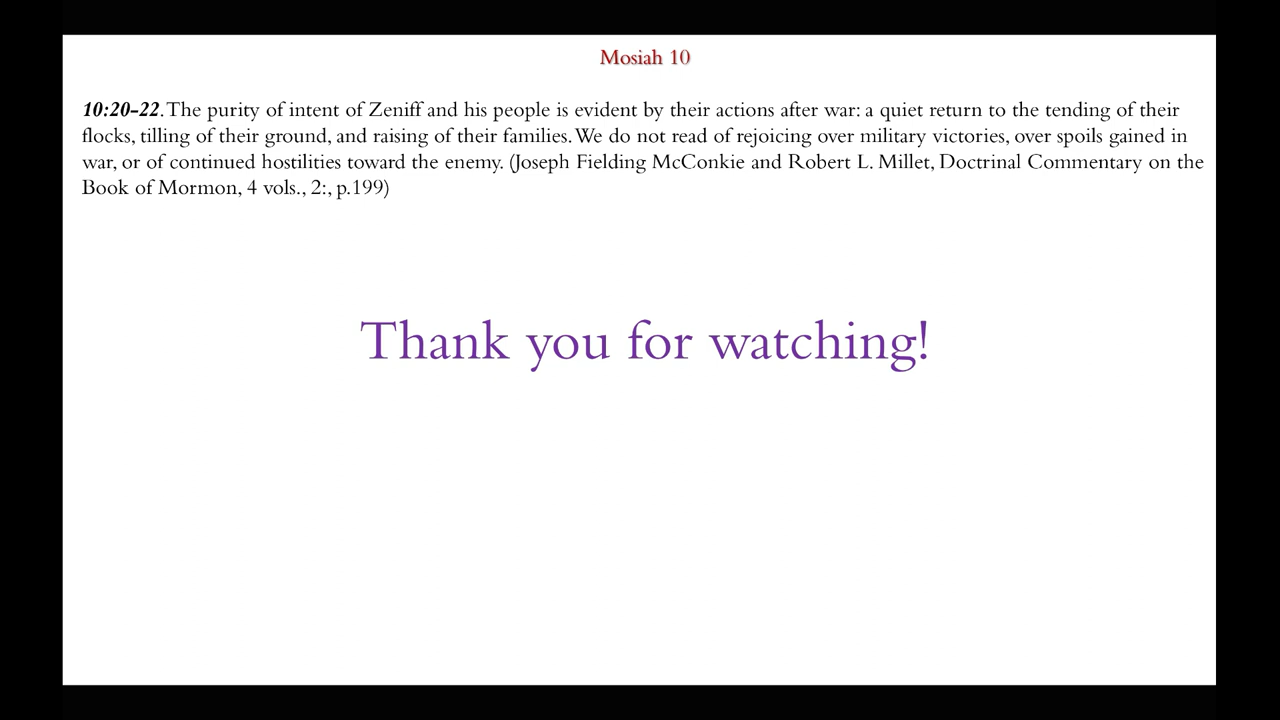 Mosiah 10
10:20-22. The purity of intent of Zeniff and his people is evident by their actions after war: a quiet return to the tending of their
flocks, tilling of their ground, and raising of their families. We do not read of rejoicing over military victories, over spoils gained in
war, or of continued hostilities toward the enemy. (Joseph Fielding McConkie and Robert L. Millet, Doctrinal Commentary on the
Book of Mormon, 4 vols., 2:, p.199)
Thank you for watching!